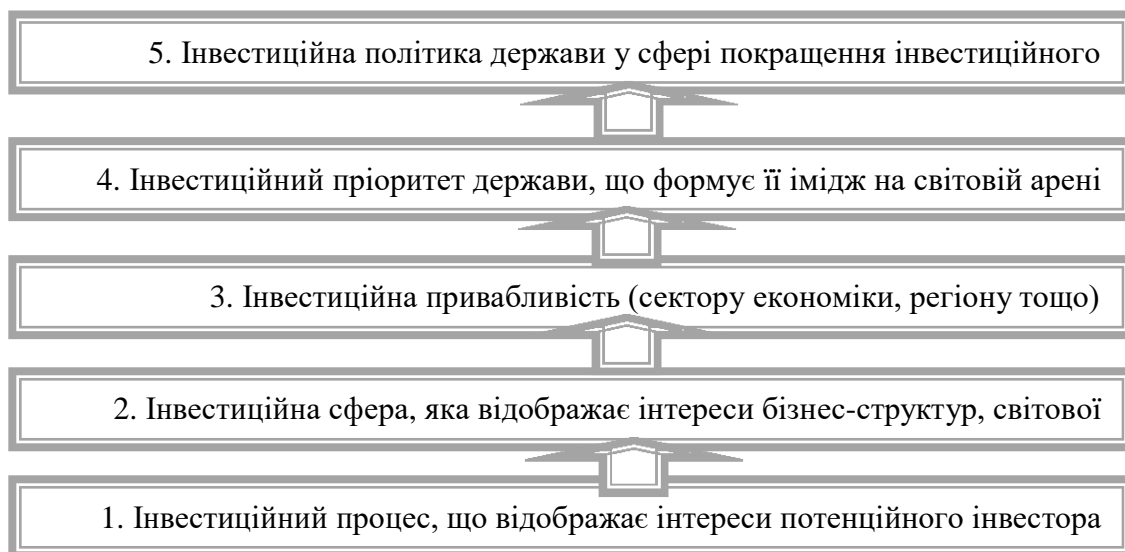 5. Інвестиційна політика держави у сфері покращення інвестиційного
4. Інвестиційний пріоритет держави, що формує її імідж на світовій арені
3. Інвестиційна привабливість (сектору економіки, регіону тощо)
2. Інвестиційна сфера, яка відображає інтереси бізнес-структур, світової
1. Інвестиційний процес, що відображає інтереси потенційного інвестора